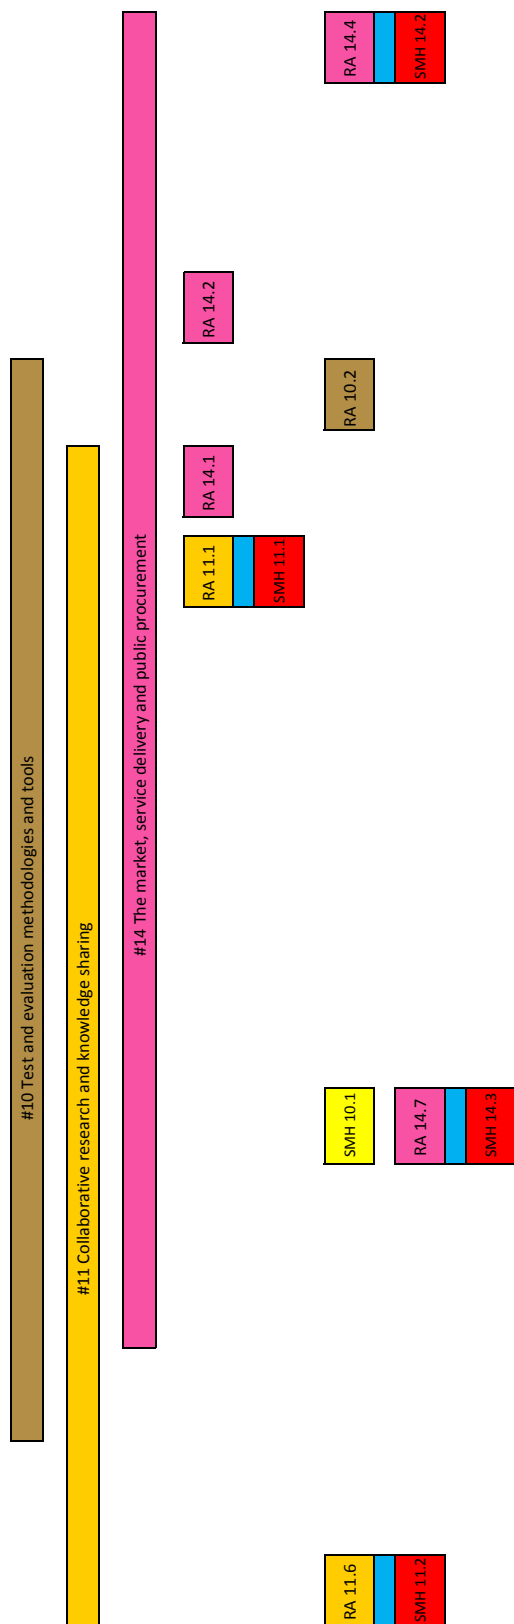 #10 Test and evaluation methodologies and tools
#11 Collaborative research and knowledge sharing
#14 The market, service delivery and public procurement
RA 11.1
RA 14.1
RA 14.2
SMH 11.1
RA 11.6
SMH 10.1
RA 10.2
RA 14.4
SMH 11.2
RA 14.7
SMH 14.2
SMH 14.3